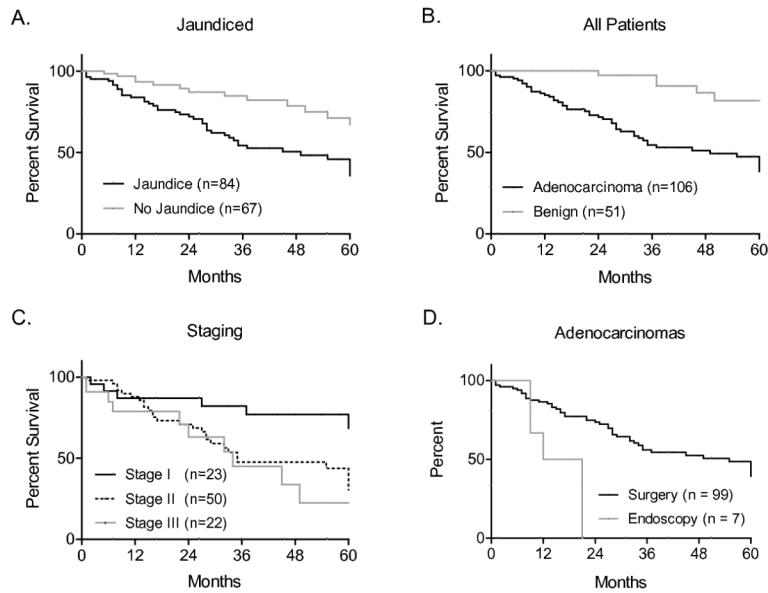 A.
Jaundiced
Percent Survival
100
50
0
Jaundice (n=84)
No Jaundice (n=67)
0 12 24 36 48 60
Months
B.
All Patients
Percent Survival
100
50
0
Adenocarcinoma (n=106)
Benign (n=51)
0 12 24 36 48 60
Months
C.
Staging
Percent Survival
100
50
0
Stage I (n=23)
Stage II (n=50)
Stage III (n=22)
0 12 24 36 48 60
Months
D.
Adenocarcinomas
Percent
100
50
0
Surgery (n = 99)
Endoscopy (n = 7)
0 12 24 36 48 60
Months